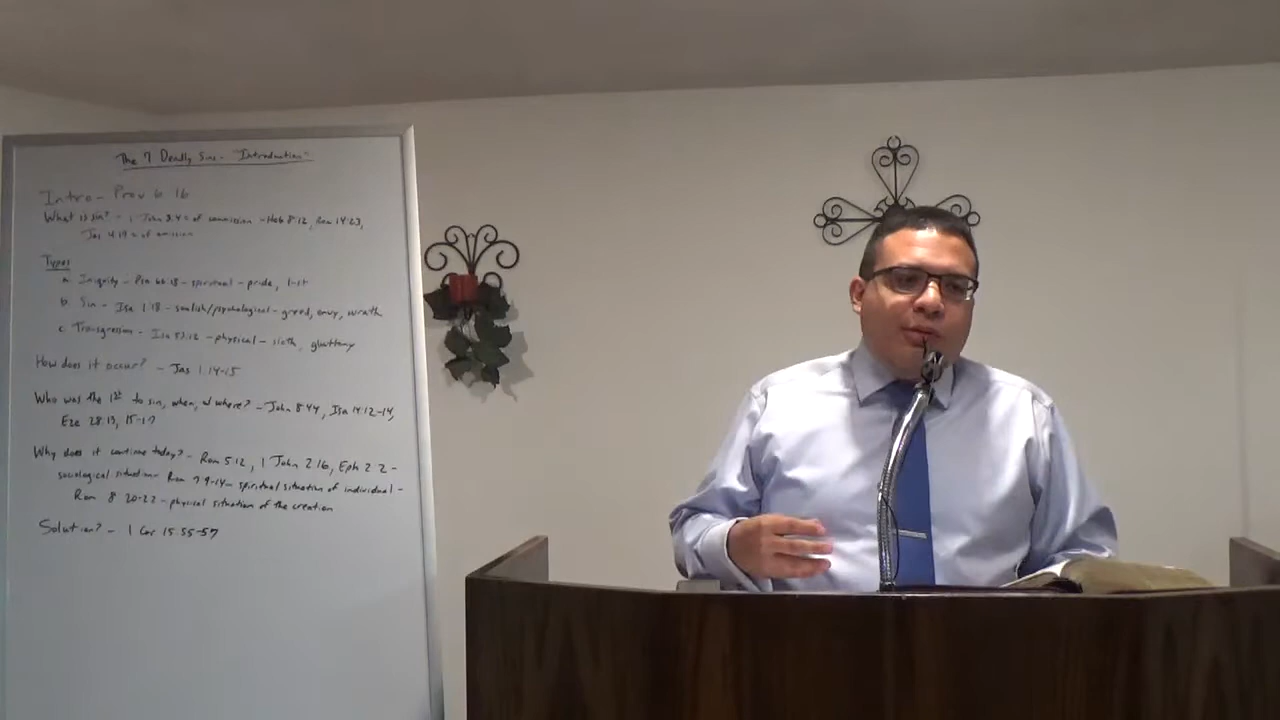 The 7 Deadly Sins - "Introduction"
Intro - Prov 6 16
What is sin? - 1 John 3:4 = of commission - Heb 8:12, Rom 14:23,
Jas 4:17 = of omission
Types
a. Iniquity - Psa 66:18 - spiritual - pride, lust
b. Sin - Isa 1:18 - soulish/psychological - greed, envy, wrath
c. Transgression - Isa 53:12 - physical - sloth, gluttony
How does it occur? - Jas 1:14-15
Who was the 1st to sin, when, & where? - John 8:44, Isa 14:12-14,
Eze 28:13, 15-17
Why does it continue today? - Rom 5:12, 1 John 2:16, Eph 2 2 -
sociological situation - Rom 7 9-14 - spiritual situation of individual -
Rom 8 20-22 - physical situation of the creation
Solution? - 1 Cor 15:55-57